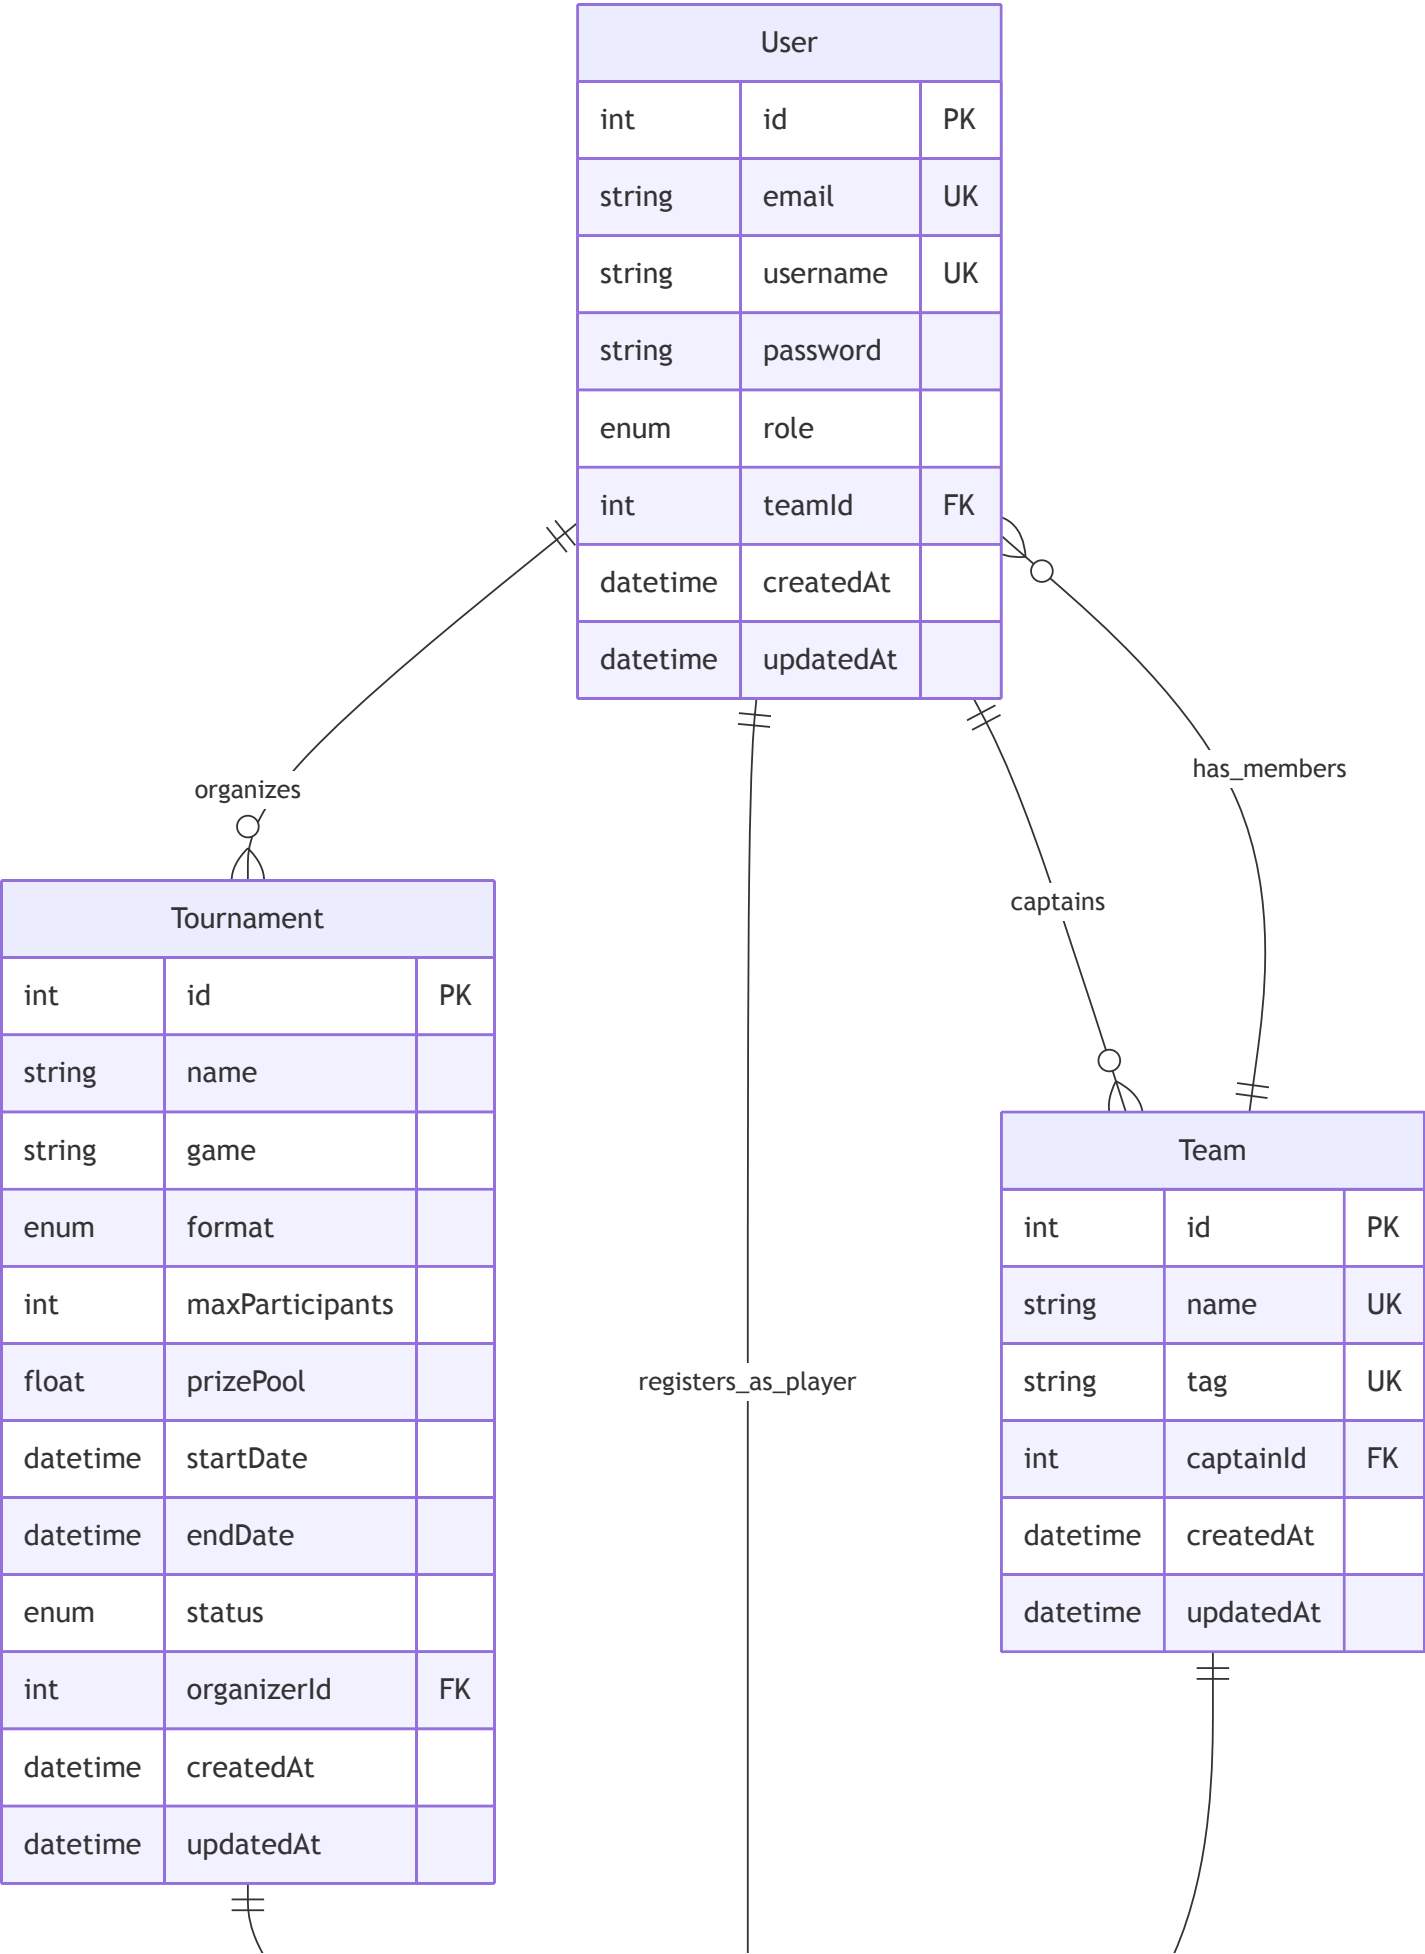 User
int id PK
string email UK
string username UK
string password
enum role
int teamId FK
datetime createdAt
datetime updatedAt
has_members
organizes
captains
Tournament
int id PK
string name
string game
enum format
int maxParticipants
float prizePool
datetime startDate
datetime endDate
enum status
int organizerId FK
datetime createdAt
datetime updatedAt
registers_as_player
Team
int id PK
string name UK
string tag UK
int captainId FK
datetime createdAt
datetime updatedAt